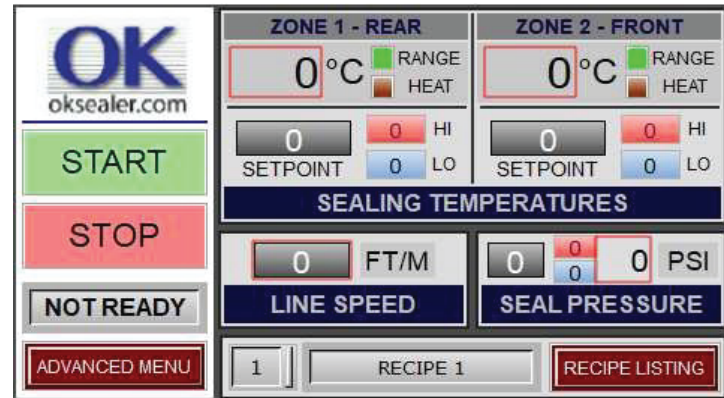 OK
oksealer.com
START
STOP
NOT READY
ADVANCED MENU
ZONE 1 - REAR
0 °C
RANGE
HEAT
0
SETPOINT
0 HI
0 LO
ZONE 2 - FRONT
0 °C
RANGE
HEAT
0
SETPOINT
0 HI
0 LO
SEALING TEMPERATURES
0 FT/M
LINE SPEED
0
0
0
0 PSI
SEAL PRESSURE
1
RECIPE 1
RECIPE LISTING